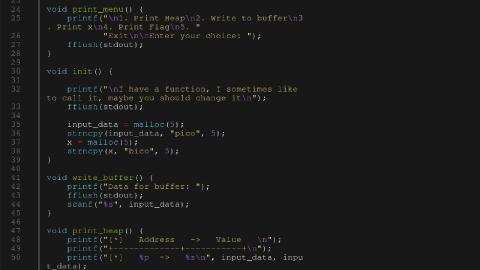 24 void print_menu() {
25     printf("\n1. Print Heap\n2. Write to buffer\n3
. Print x\n4. Print Flag\n5. "
26            "Exit\n\nEnter your choice: ");
27     fflush(stdout);
28 }
29
30 void init() {
31
32     printf("\nI have a function, I sometimes like
to call it, maybe you should change it\n");
33     fflush(stdout);
34
35     input_data = malloc(5);
36     strncpy(input_data, "pico", 5);
37     x = malloc(5);
38     strncpy(x, "bico", 5);
39 }
40
41 void write_buffer() {
42     printf("Data for buffer: ");
43     fflush(stdout);
44     scanf("%s", input_data);
45 }
46
47 void print_heap() {
48     printf("[*]   Address   ->   Value   \n");
49     printf("+-------------+-----------+\n");
50     printf("[*]   %p  ->   %s\n", input_data, inpu
t_data);